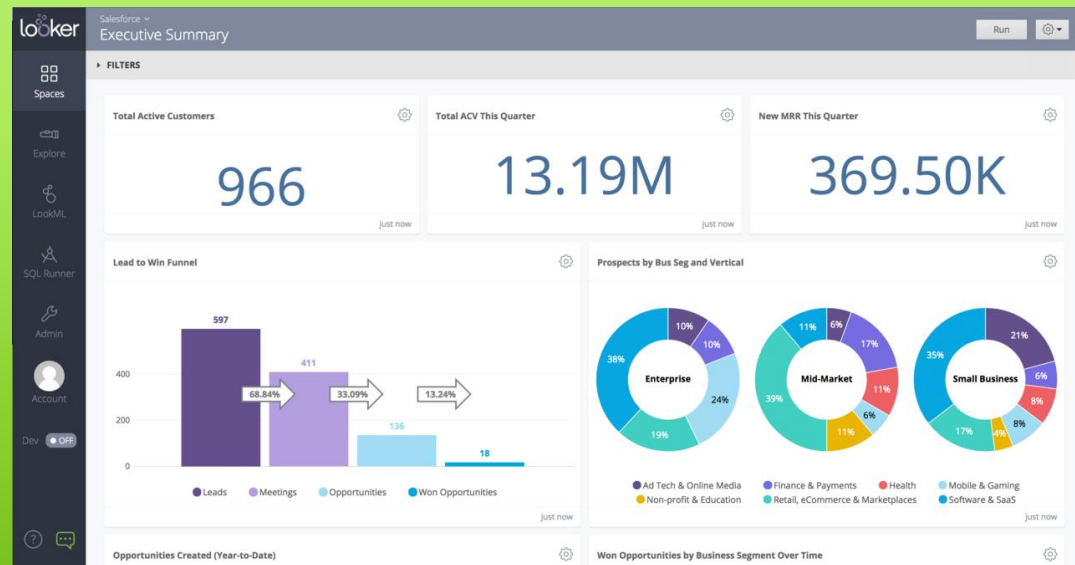 looker
Salesforce
Executive Summary
Run
FILTERS
Spaces
Explore
LookML
SQL Runner
Admin
Account
Dev OFF
Total Active Customers
966
just now
Total ACV This Quarter
13.19M
just now
New MRR This Quarter
369.50K
just now
Lead to Win Funnel
597
411
136
18
68.84%
33.09%
13.24%
400
200
0
Leads Meetings Opportunities Won Opportunities
just now
Prospects by Bus Seg and Vertical
Enterprise
10%
10%
24%
19%
38%
Mid-Market
6%
17%
11%
6%
11%
39%
11%
Small Business
21%
6%
8%
8%
4%
17%
35%
Ad Tech & Online Media Finance & Payments Health Mobile & Gaming
Non-profit & Education Retail, eCommerce & Marketplaces Software & SaaS
just now
?
Opportunities Created (Year-to-Date)
Won Opportunities by Business Segment Over Time